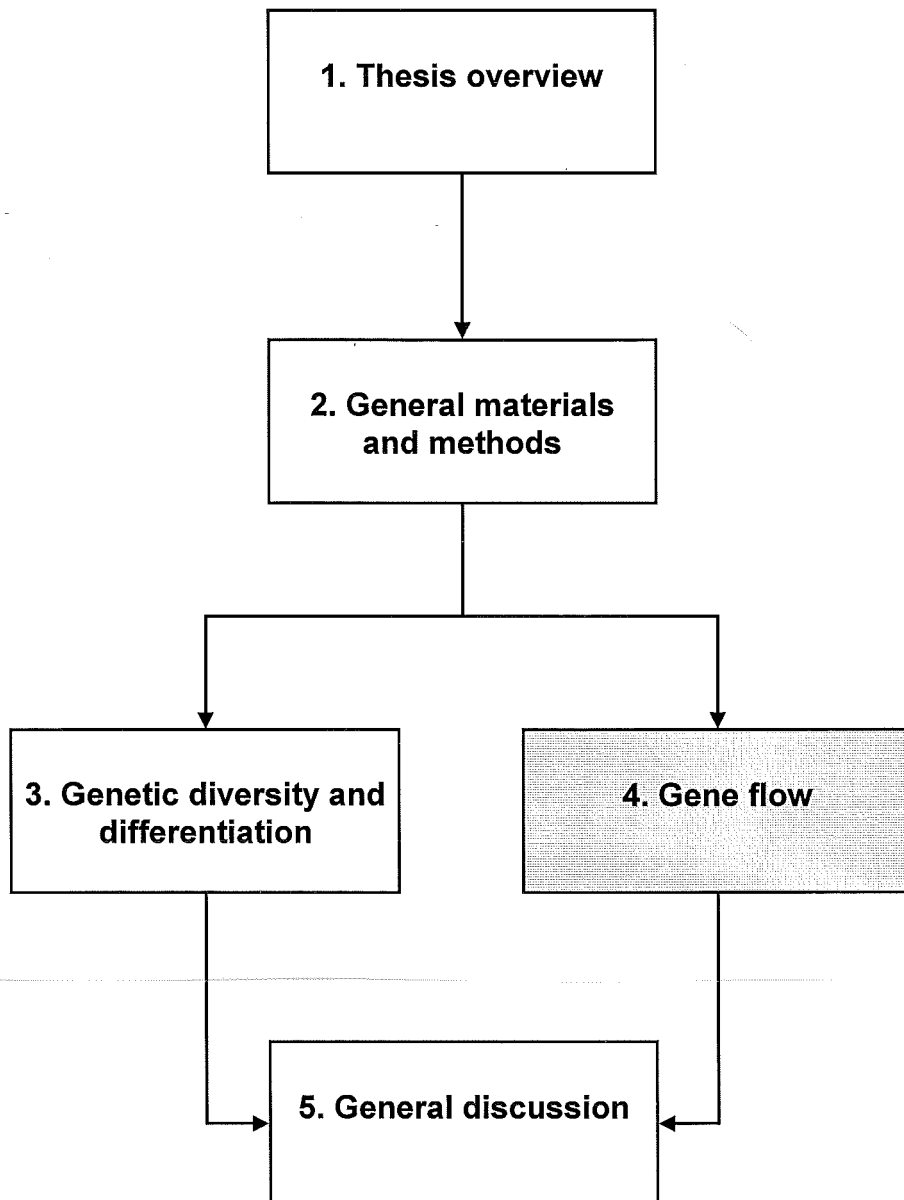 1. Thesis overview
2. General materials
and methods
3. Genetic diversity and
differentiation
4. Gene flow
5. General discussion